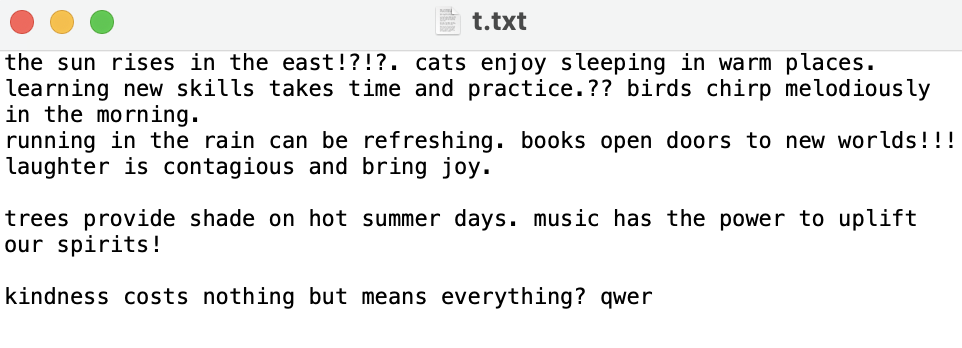 t.txt
the sun rises in the east!?!?. cats enjoy sleeping in warm places.
learning new skills takes time and practice.?? birds chirp melodiously
in the morning.
running in the rain can be refreshing. books open doors to new worlds!!!
laughter is contagious and bring joy.
trees provide shade on hot summer days. music has the power to uplift
our spirits!
kindness costs nothing but means everything? qwer